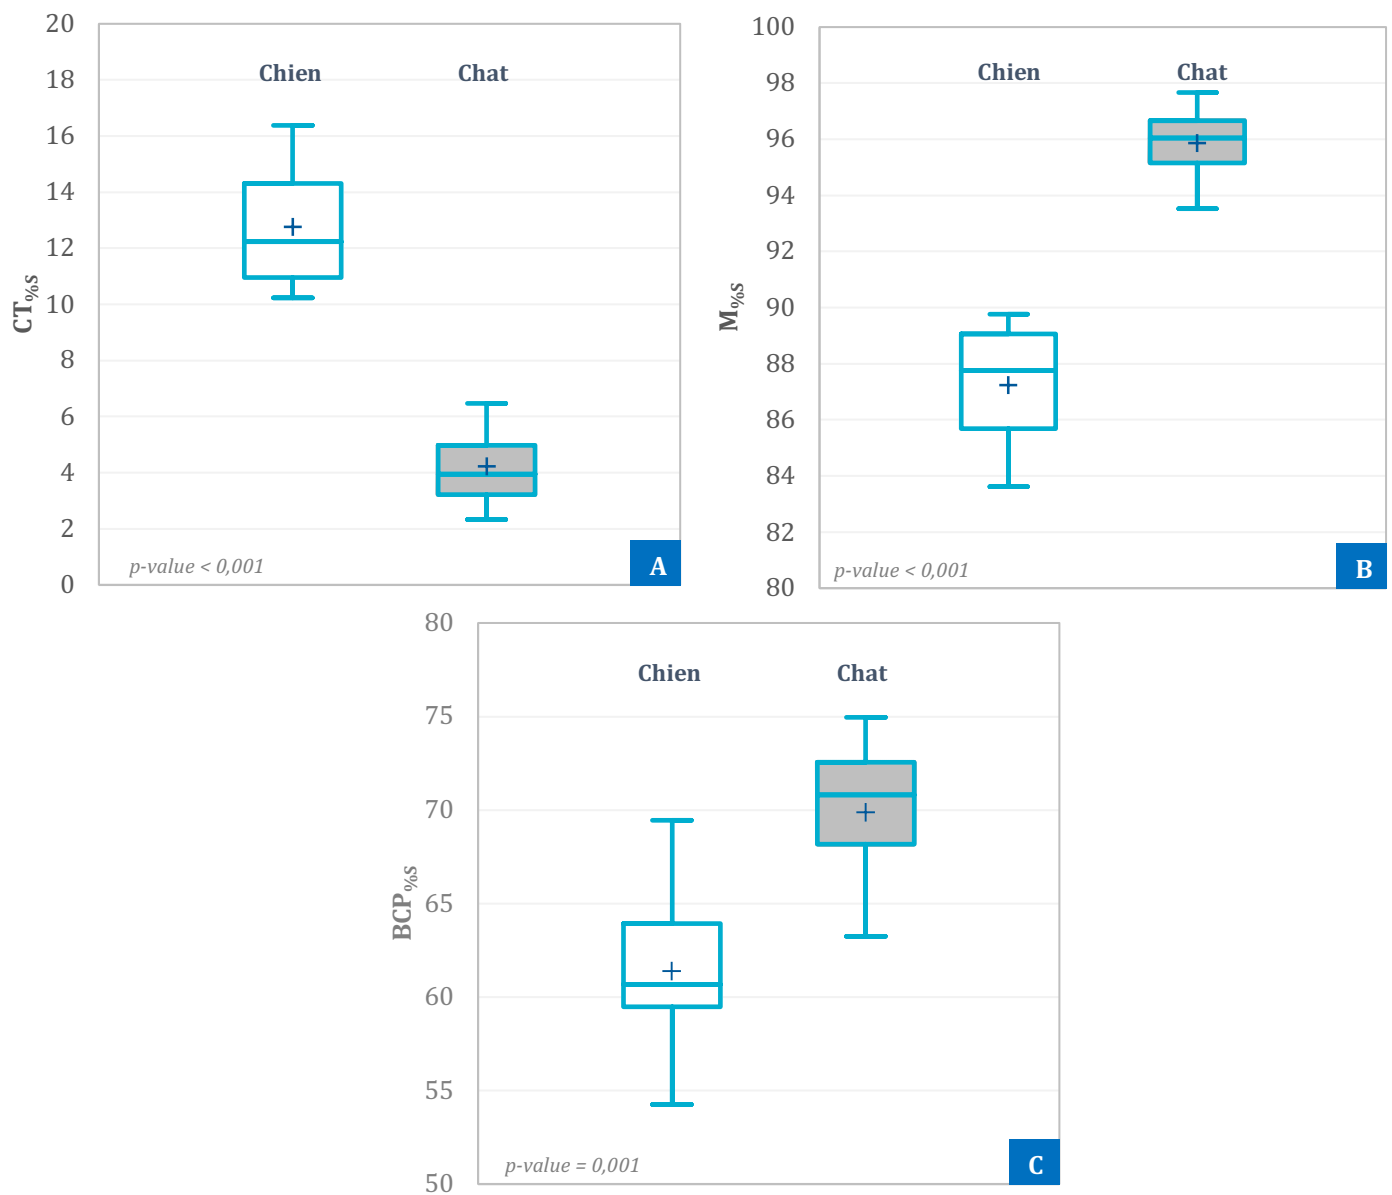 20
18
16
14
12
10
8
6
4
2
0
CT%s
Chien Chat
p-value < 0,001
A
100
98
96
94
92
90
88
86
84
82
80
M%s
Chien Chat
p-value < 0,001
B
80
75
70
65
60
55
50
BCP%s
Chien Chat
p-value = 0,001
C